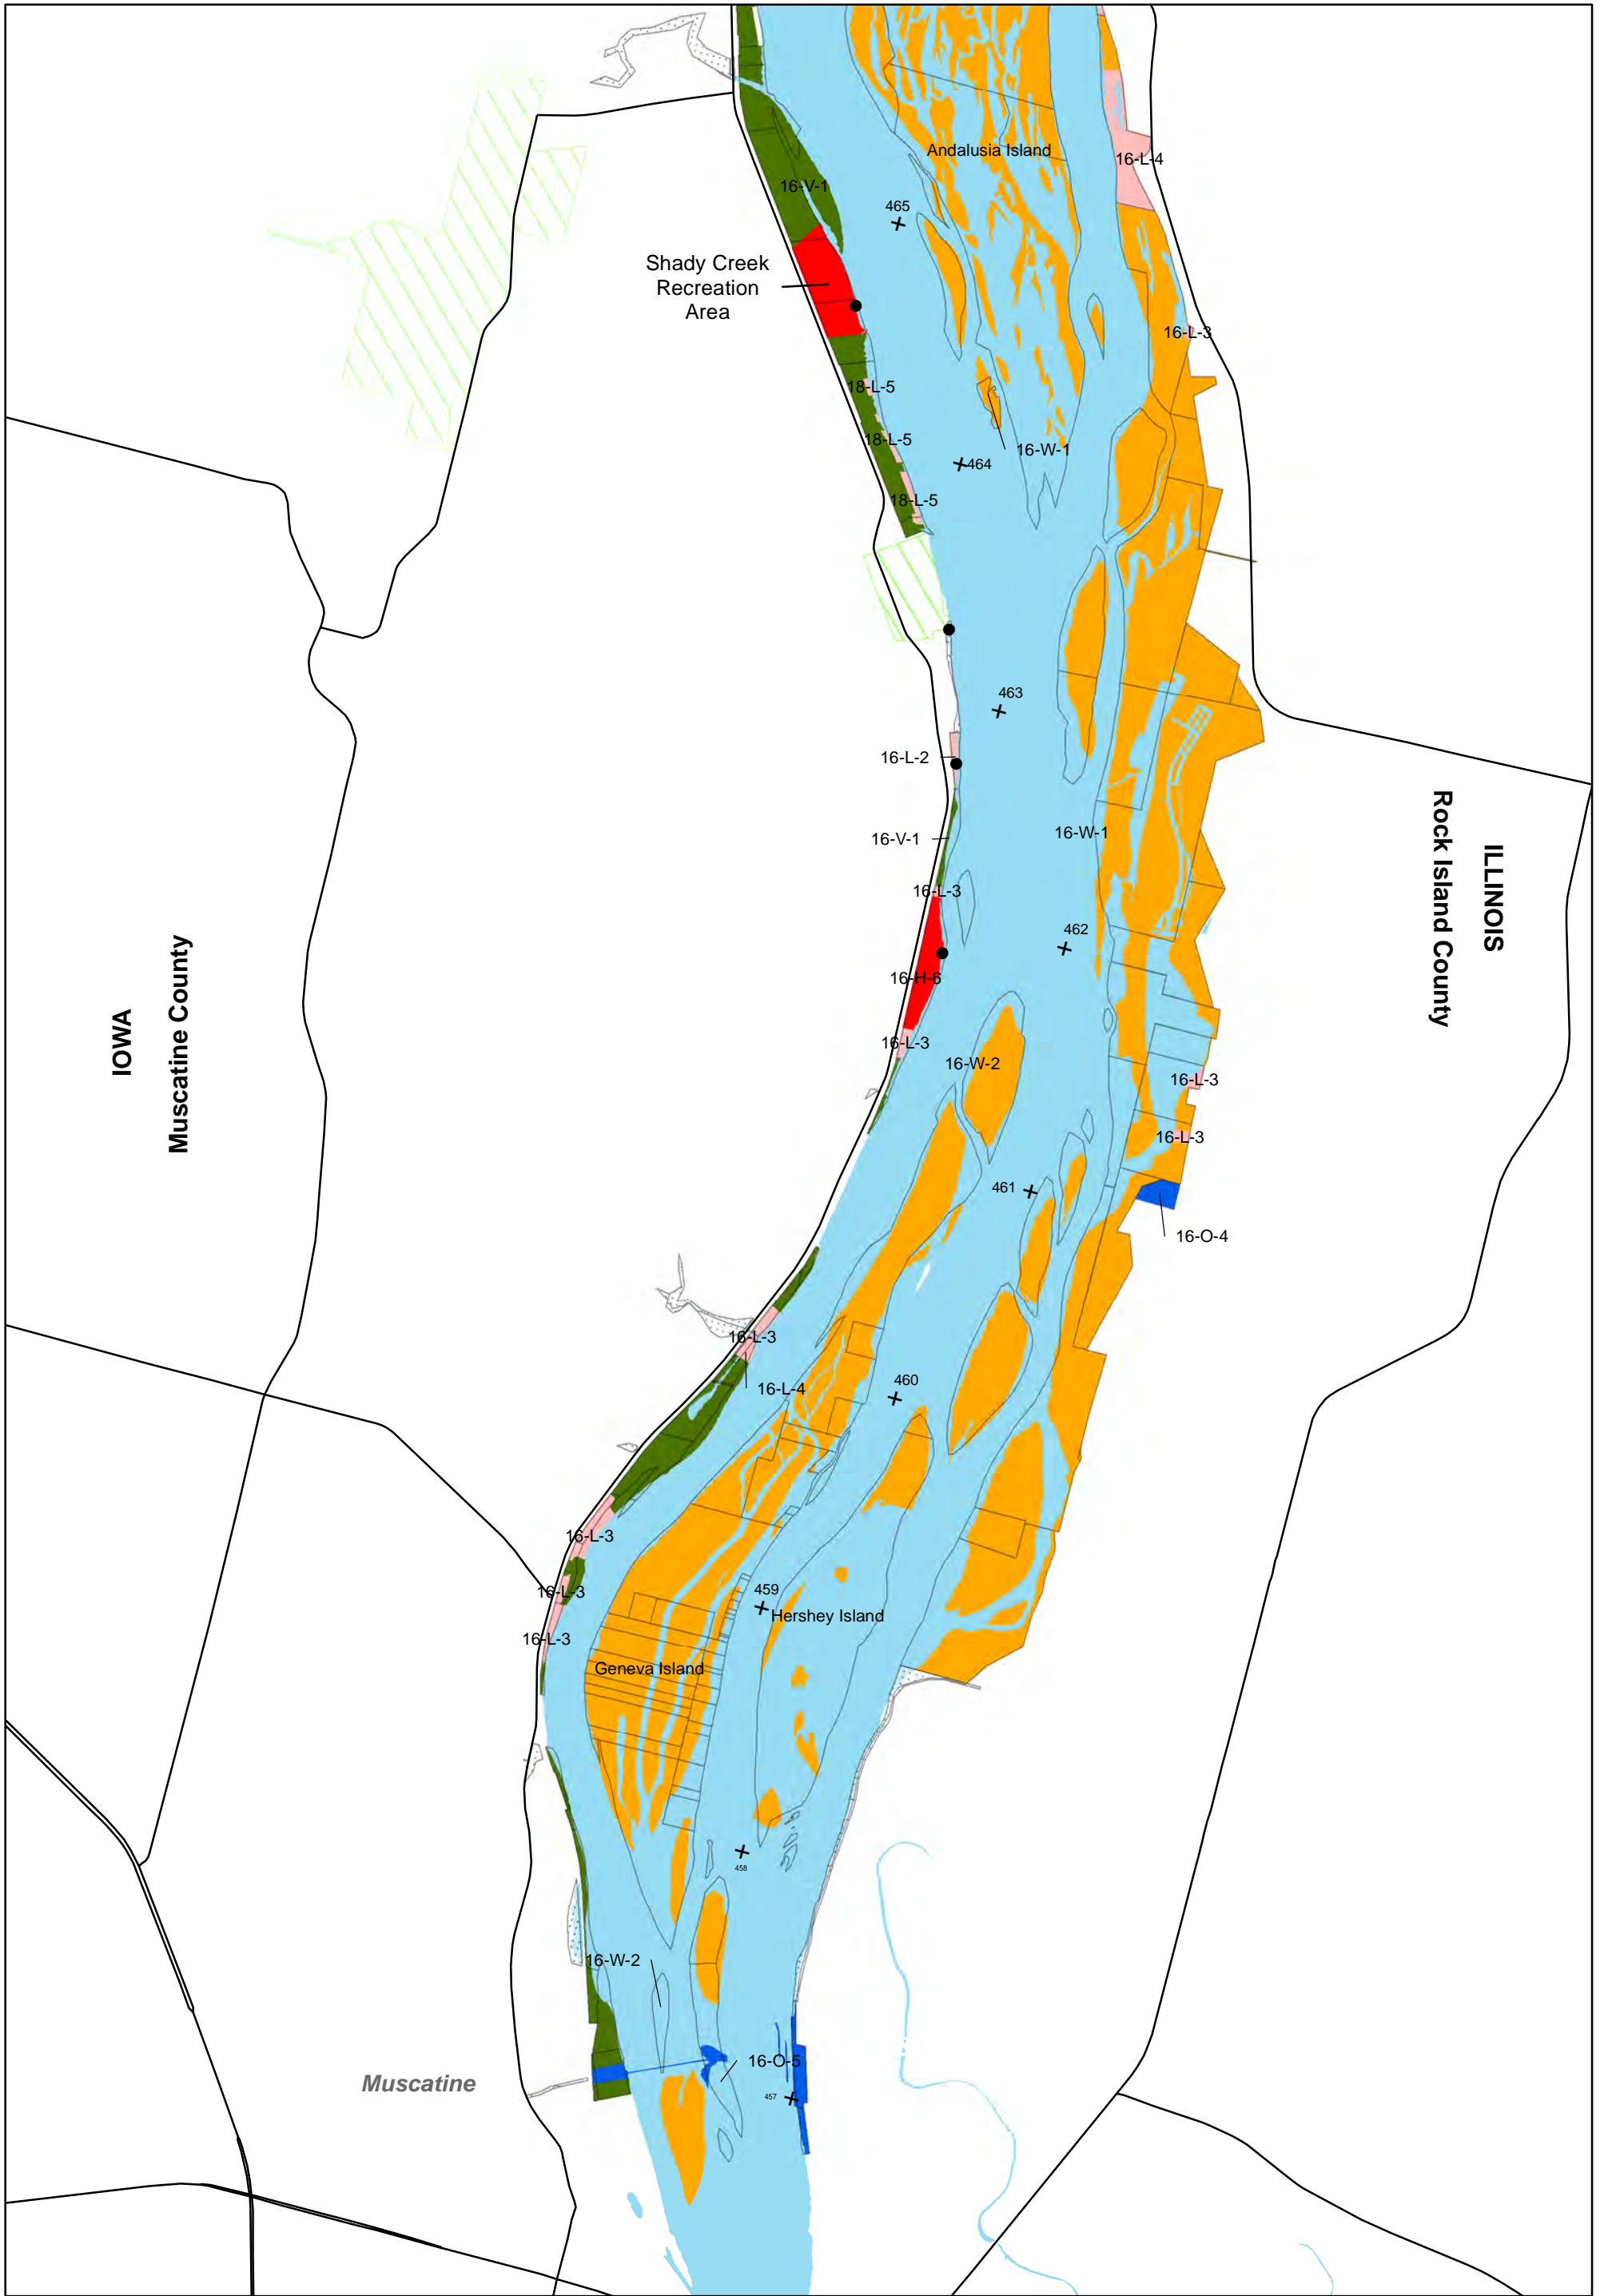 Andalusia Island
16-L-4
16-V-1
465
Shady Creek
Recreation
Area
16-L-3
18-L-5
18-L-5
16-W-1
464
18-L-5
463
16-L-2
16-W-1
16-V-1
16-L-3
462
16-H-6
16-L-3
16-W-2
16-L-3
16-L-3
461
16-O-4
ILLINOIS
Rock Island County
IOWA
Muscatine County
16-L-3
460
16-L-4
16-L-3
16-L-3
459
Hershey Island
16-L-3
Geneva Island
458
16-W-2
16-O-5
Muscatine
457